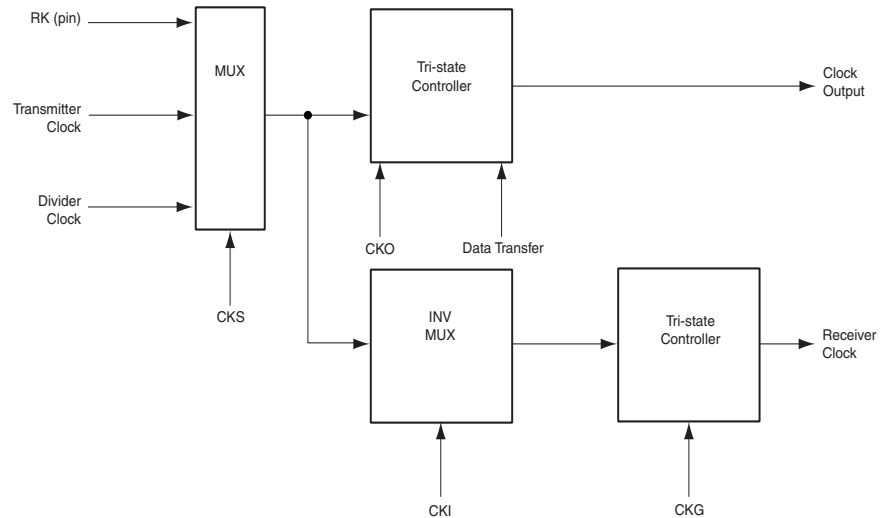 RK (pin)
MUX
Transmitter
Clock
Divider
Clock
CKS
Tri-state
Controller
Clock
Output
CKO
Data Transfer
INV
MUX
Tri-state
Controller
Receiver
Clock
CKI
CKG